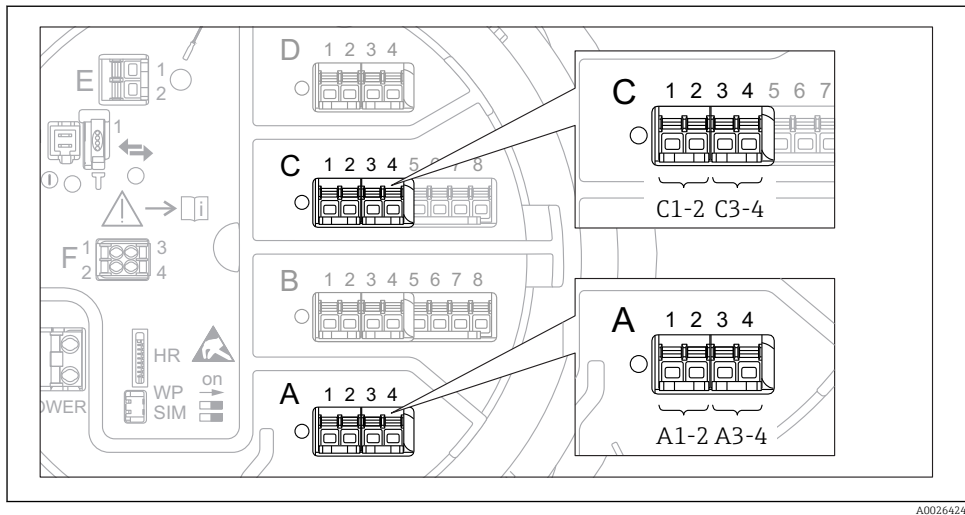 D 1 2 3 4
E 1
2
1
C 1 2 3 4 5 6 7 8
C 1 2 3 4 5 6 7
C1-2 C3-4
i
F 1 2 3 4
B 1 2 3 4 5 6 7 8
A 1 2 3 4
A1-2 A3-4
HR
WP
SIM
on
OWER
A 1 2 3 4
A0026424